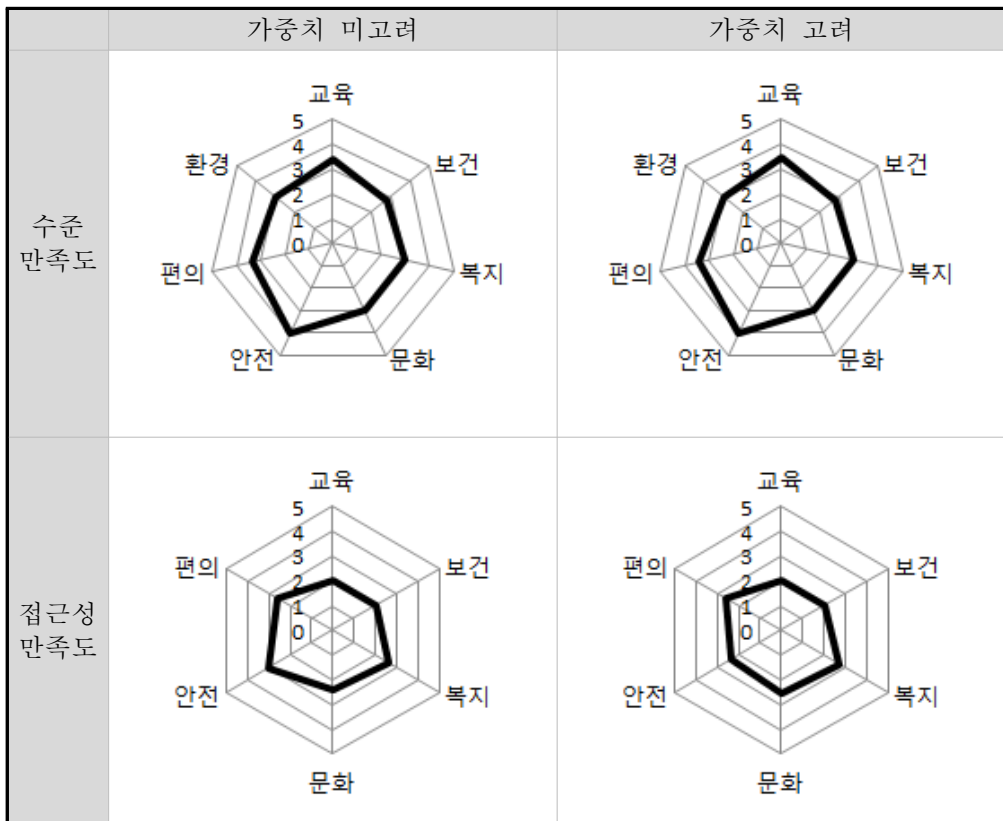 가중치 미고려
가중치 고려
수준
만족도
교육
보건
복지
문화
안전
편의
환경
5
4
3
2
1
0
교육
보건
복지
문화
안전
편의
환경
5
4
3
2
1
0
접근성
만족도
교육
보건
복지
문화
안전
편의
5
4
3
2
1
0
교육
보건
복지
문화
안전
편의
5
4
3
2
1
0